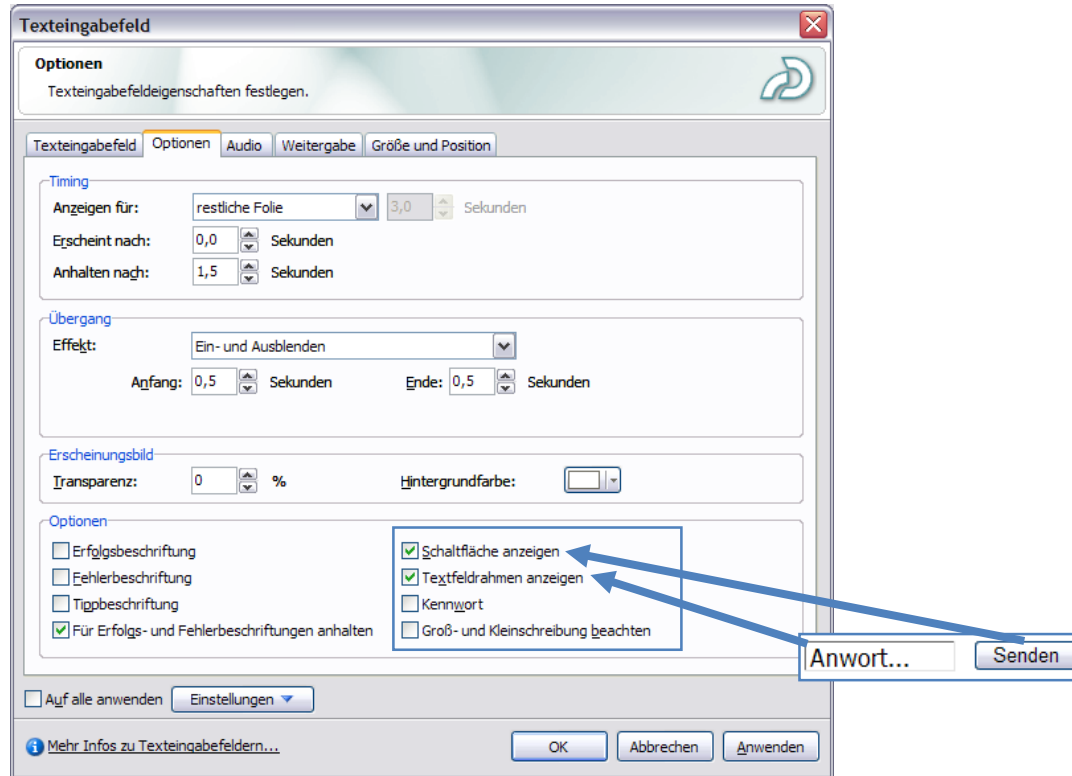 Texteingabefeld
Optionen
Texteingabefeldeigenschaften festlegen.
Texteingabefeld Optionen Audio Weitergabe Größe und Position
Timing
Anzeigen für: restliche Folie 3,0 Sekunden
Erscheint nach: 0,0 Sekunden
Anhalten nach: 1,5 Sekunden
Übergang
Effekt: Ein- und Ausblenden
Anfang: 0,5 Sekunden Ende: 0,5 Sekunden
Erscheinungsbild
Transparenz: 0 % Hintergrundfarbe:
Optionen
Erfolgsbeschriftung Schaltfläche anzeigen
Fehlerbeschriftung Textfeldrahmen anzeigen
Tippbeschriftung Kennwort
Für Erfolgs- und Fehlerbeschriftungen anhalten Groß- und Kleinschreibung beachten
Anwort... Senden
Auf alle anwenden Einstellungen
Mehr Infos zu Texteingabefeldern... OK Abbrechen Anwenden